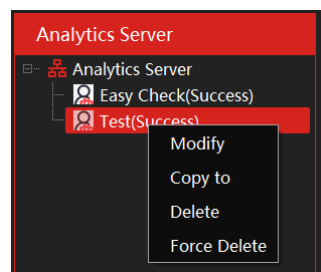 Analytics Server
Analytics Server
Easy Check(Success)
Test(Success)
Modify
Copy to
Delete
Force Delete